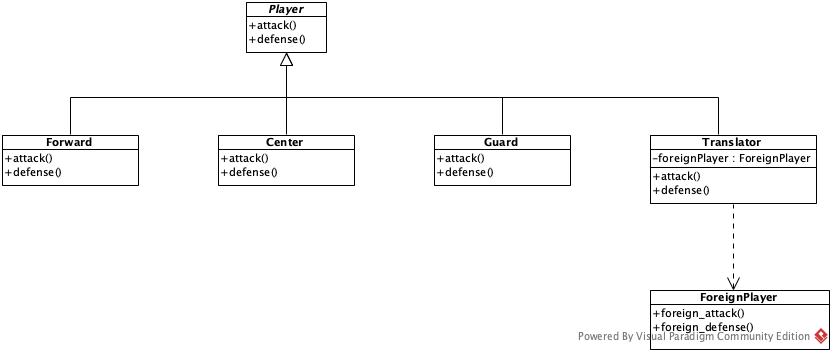 Player
+attack()
+defense()
Forward
+attack()
+defense()
Center
+attack()
+defense()
Guard
+attack()
+defense()
Translator
-foreignPlayer : ForeignPlayer
+attack()
+defense()
ForeignPlayer
+foreign_attack()
+foreign_defense()
Powered By Visual Paradigm Community Edition